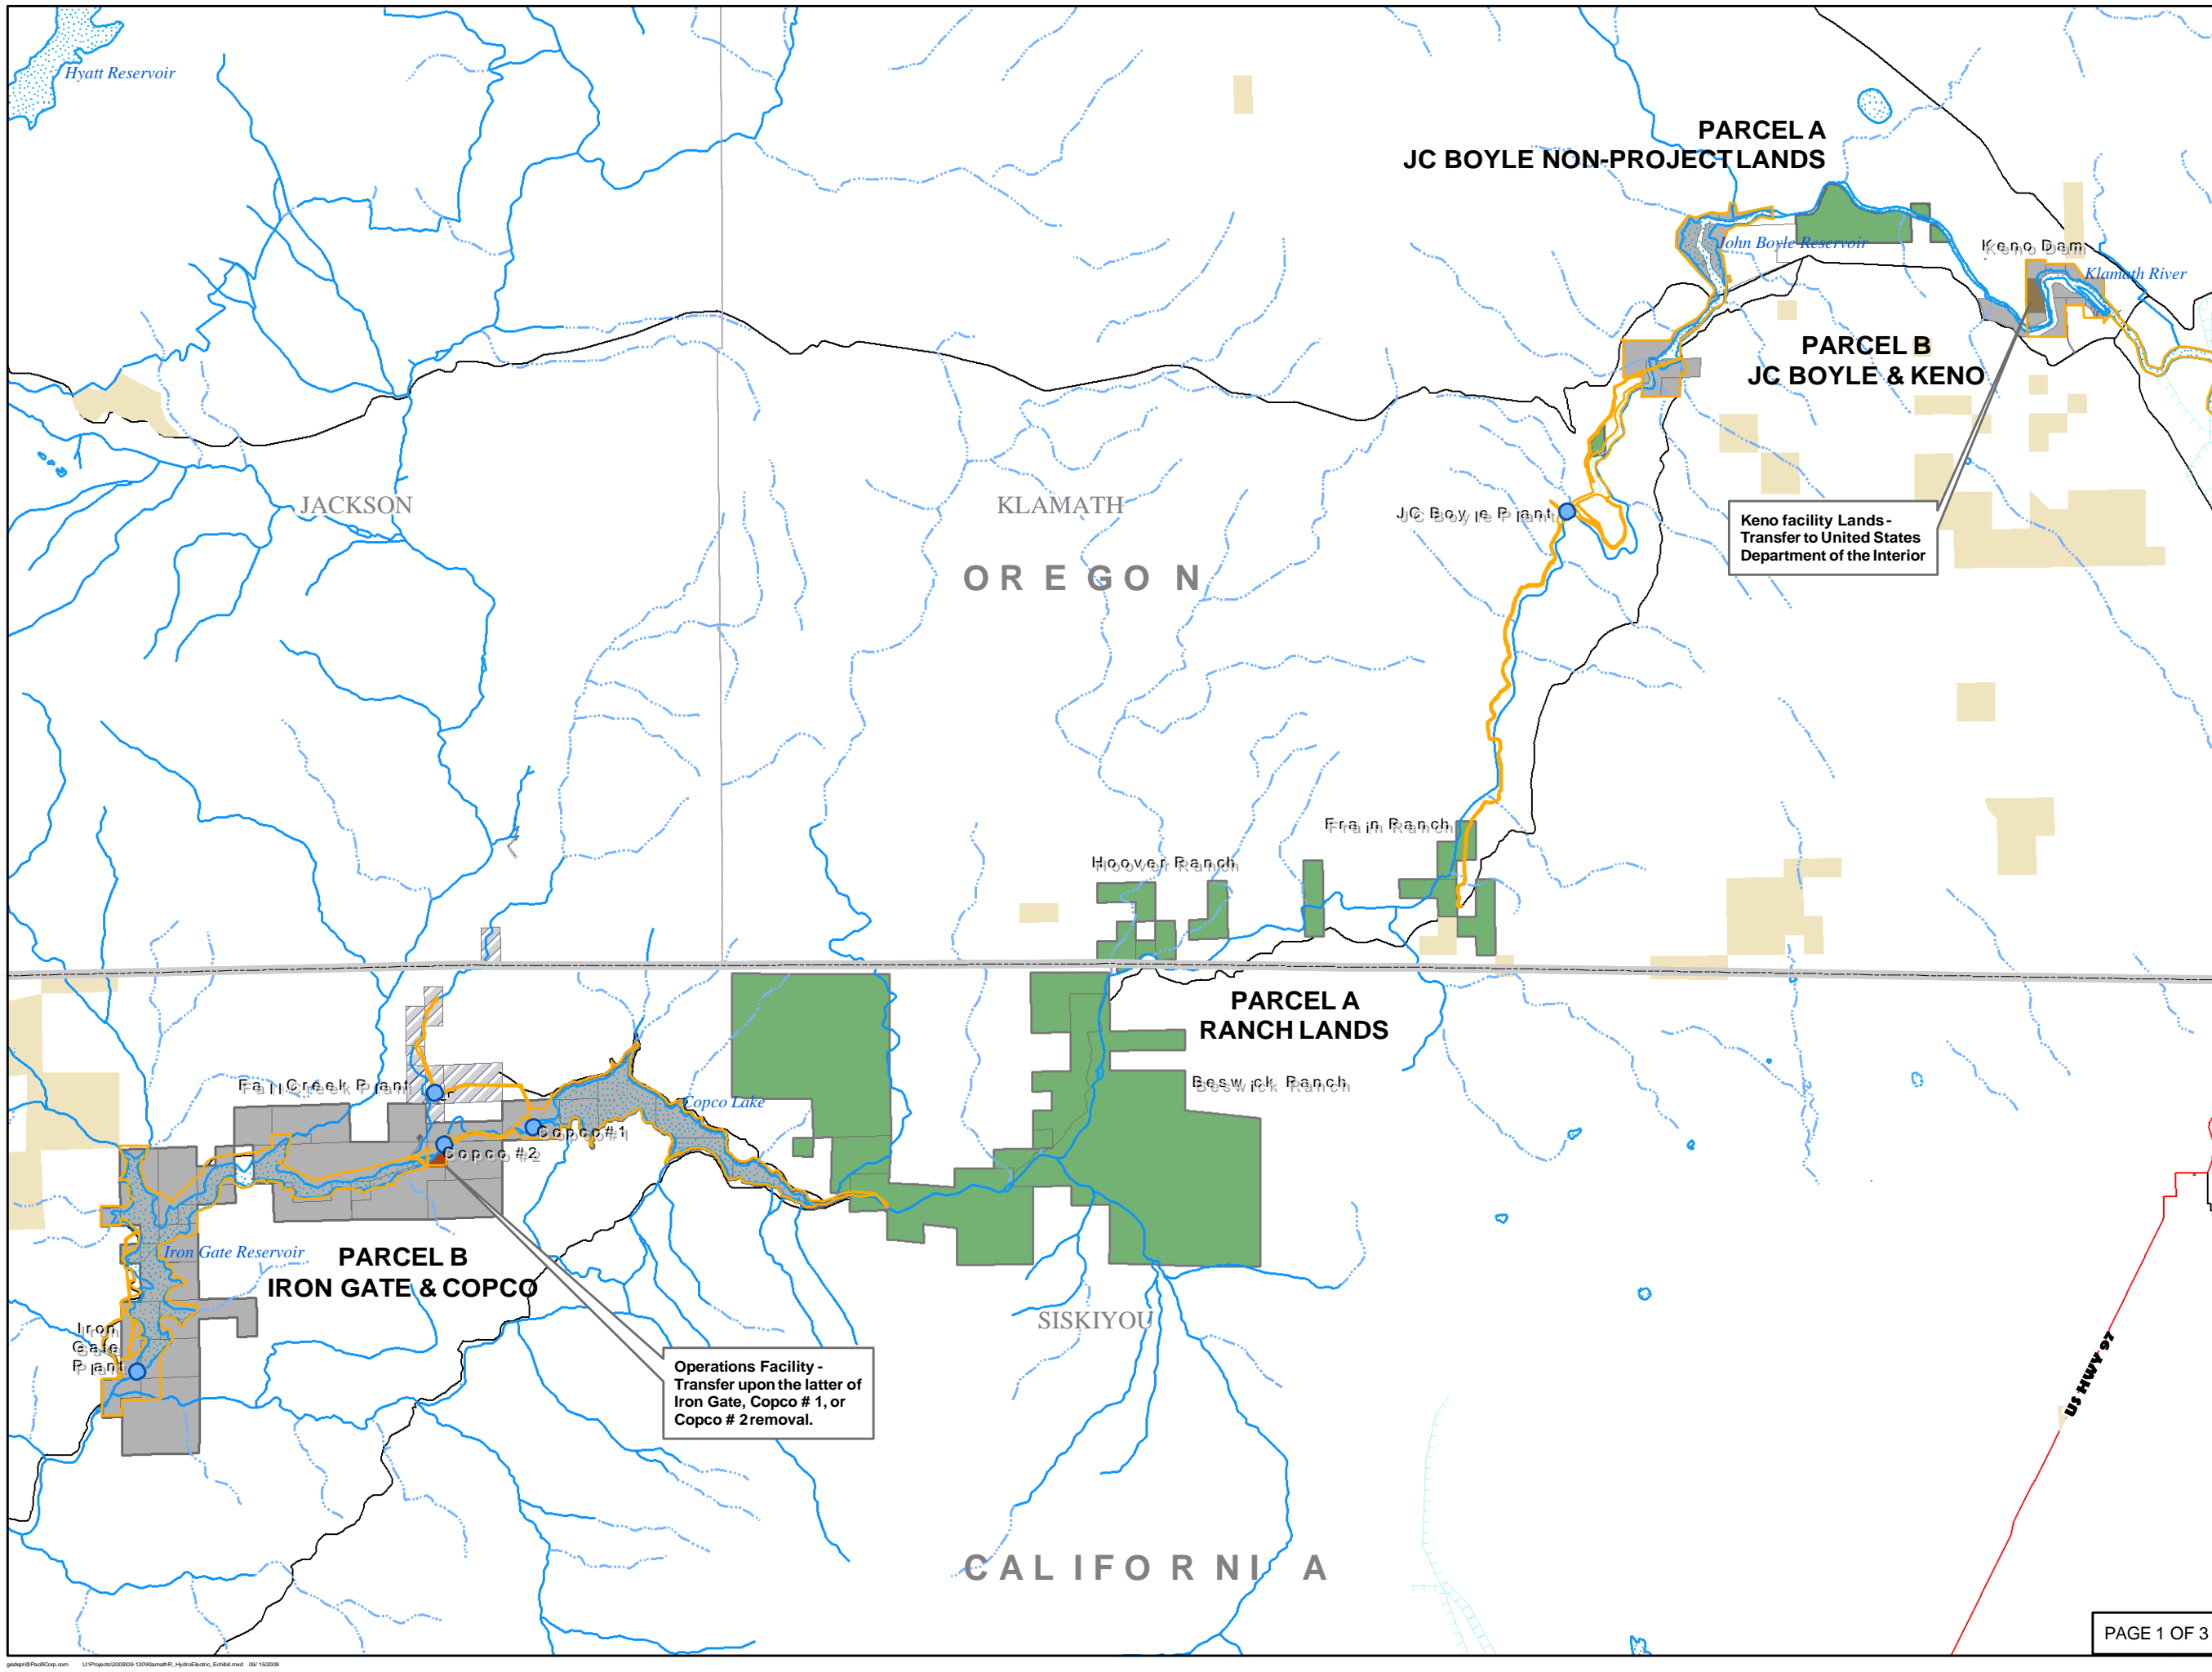 Hyatt Reservoir
PARCEL A
JC BOYLE NON-PROJECT LANDS
John Boyle Reservoir
Keno Dam
Klamath River
PARCEL B
JC BOYLE & KENO
JACKSON
KLAMATH
JC Boyle Plant
Keno facility Lands -
Transfer to United States
Department of the Interior
OREGON
Frain Ranch
Hoover Ranch
PARCEL A
RANCH LANDS
Fall Creek Plant
Beswick Ranch
Copco Lake
Copco #1
Copco #2
Iron Gate Reservoir
PARCEL B
IRON GATE & COPCO
SISKIYOU
Iron
Gate
Plant
Operations Facility -
Transfer upon the latter of
Iron Gate, Copco # 1, or
Copco # 2 removal.
US HWY 97
CALIFORNIA
PAGE 1 OF 3